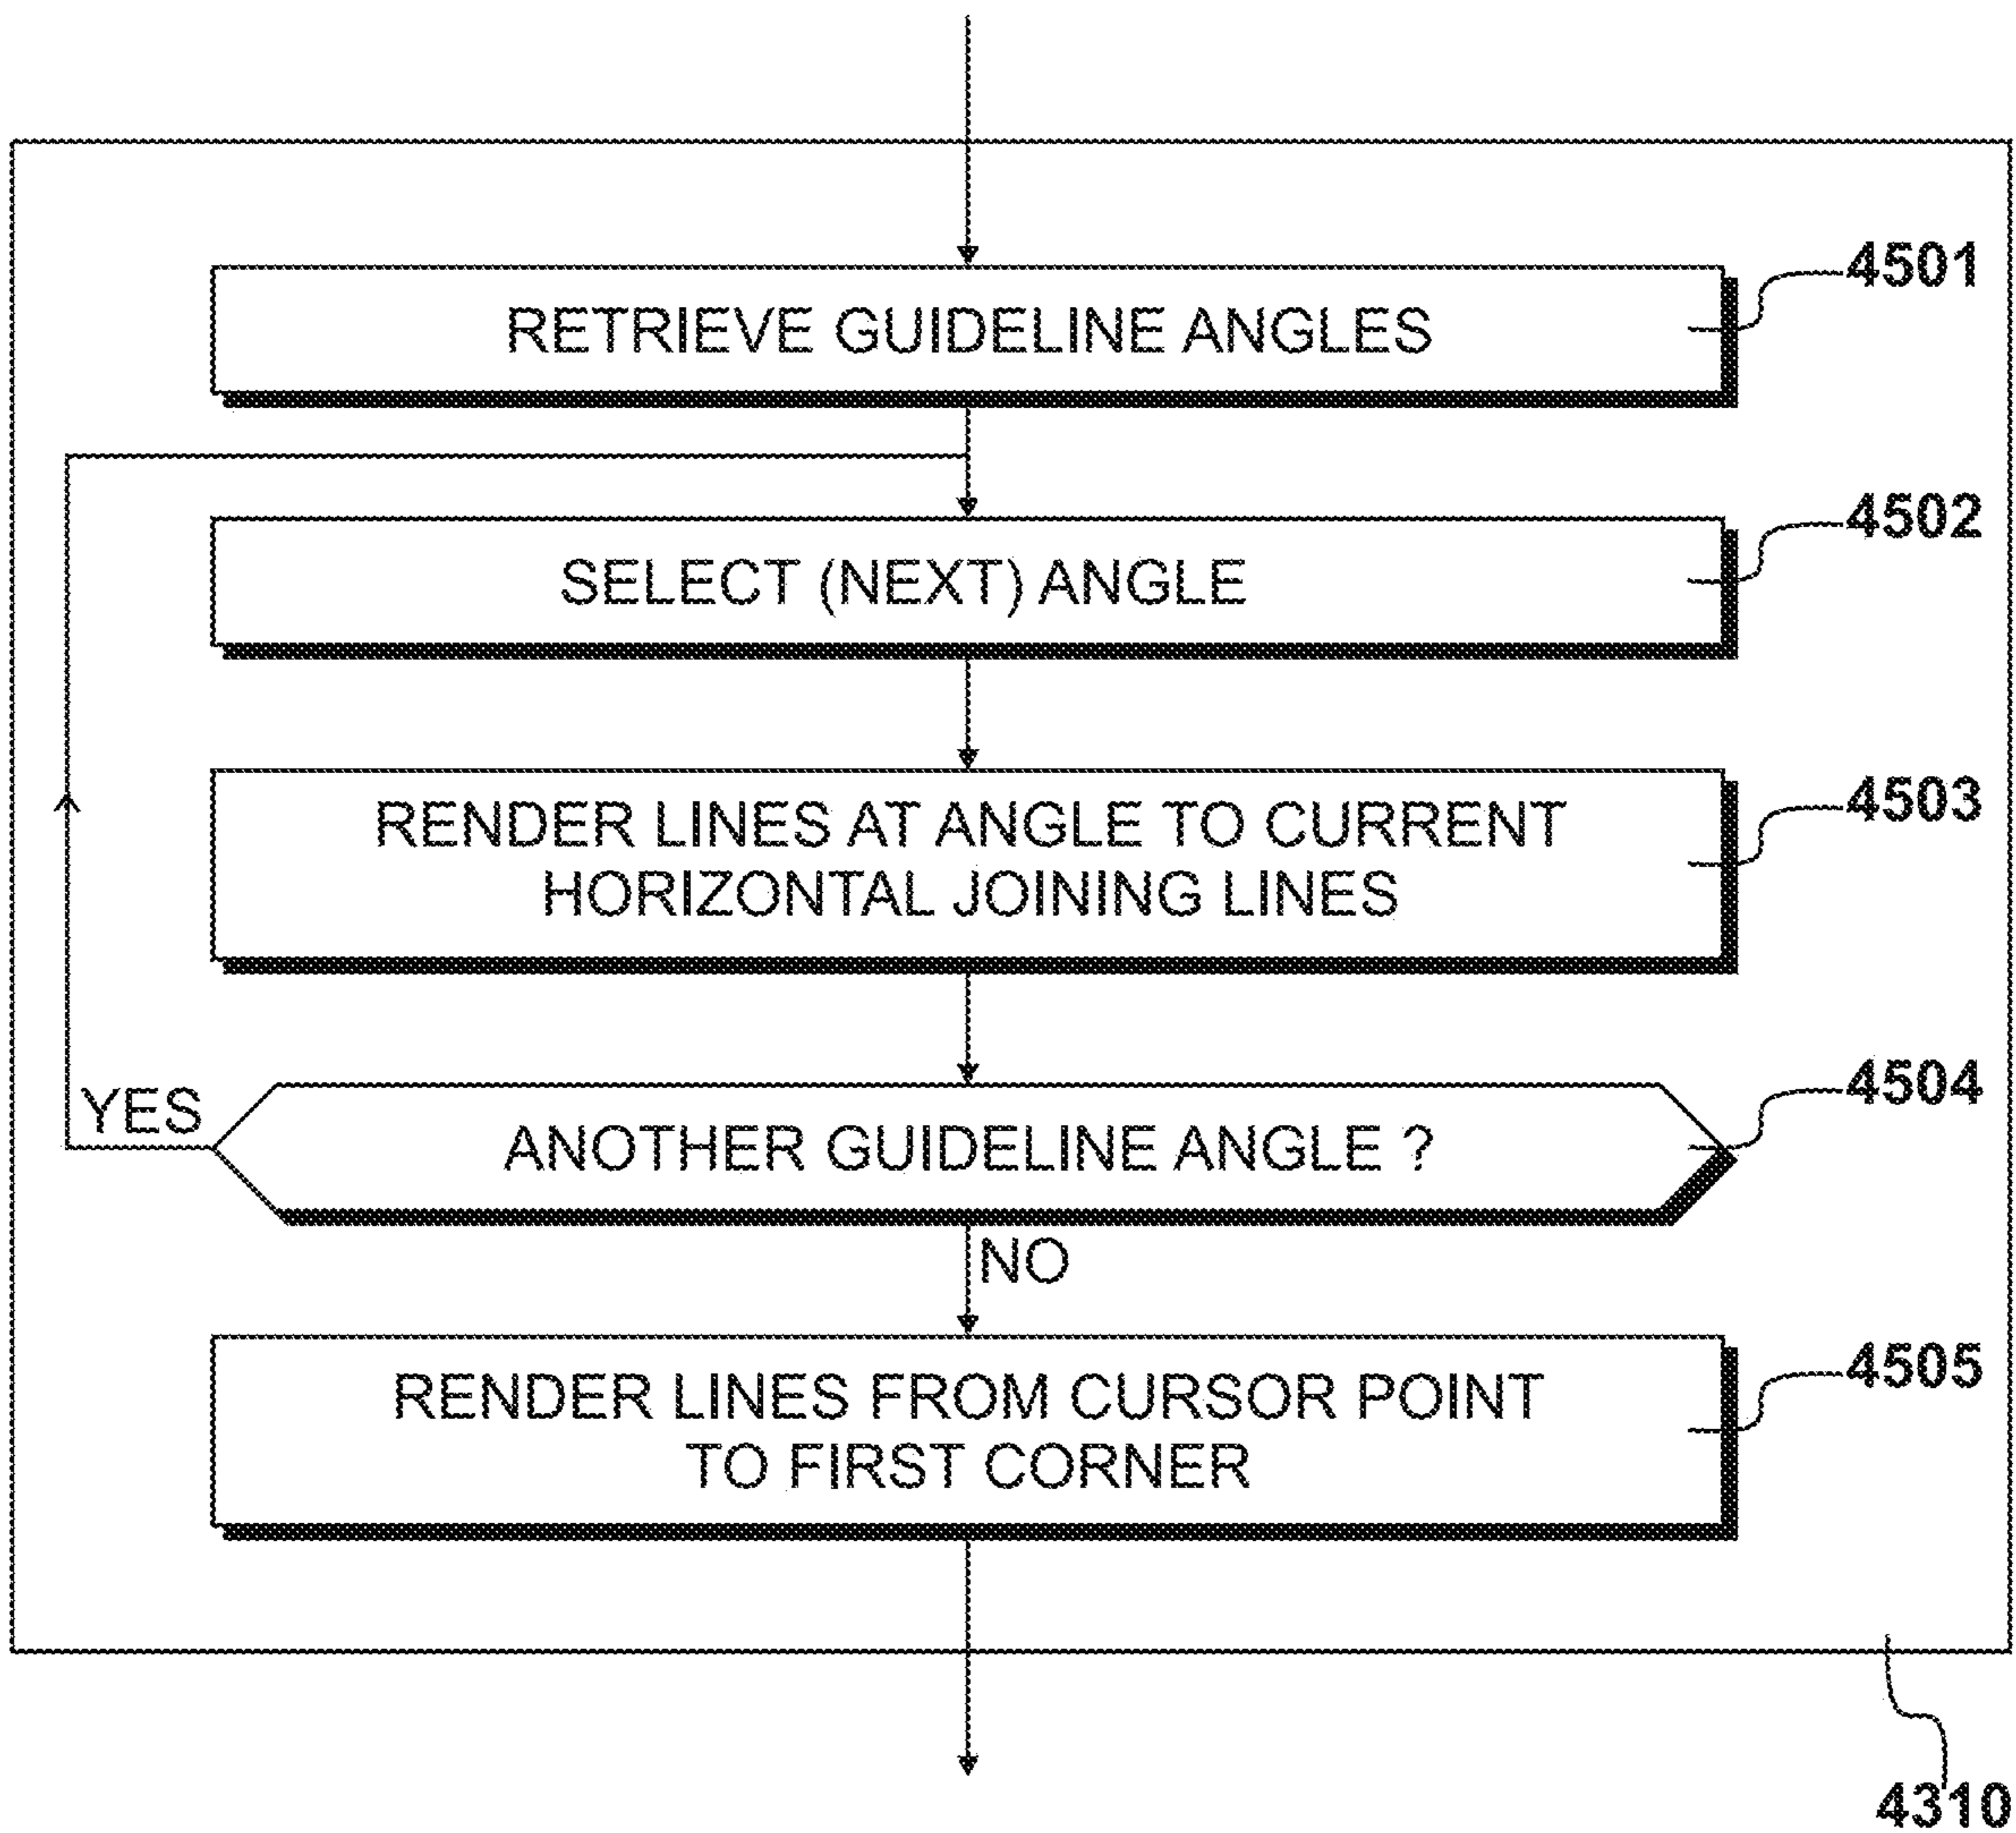 4501
RETRIEVE GUIDELINE ANGLES
4502
SELECT (NEXT) ANGLE
4503
RENDER LINES AT ANGLE TO CURRENT
HORIZONTAL JOINING LINES
4504
YES
ANOTHER GUIDELINE ANGLE ?
NO
4505
RENDER LINES FROM CURSOR POINT
TO FIRST CORNER
4310